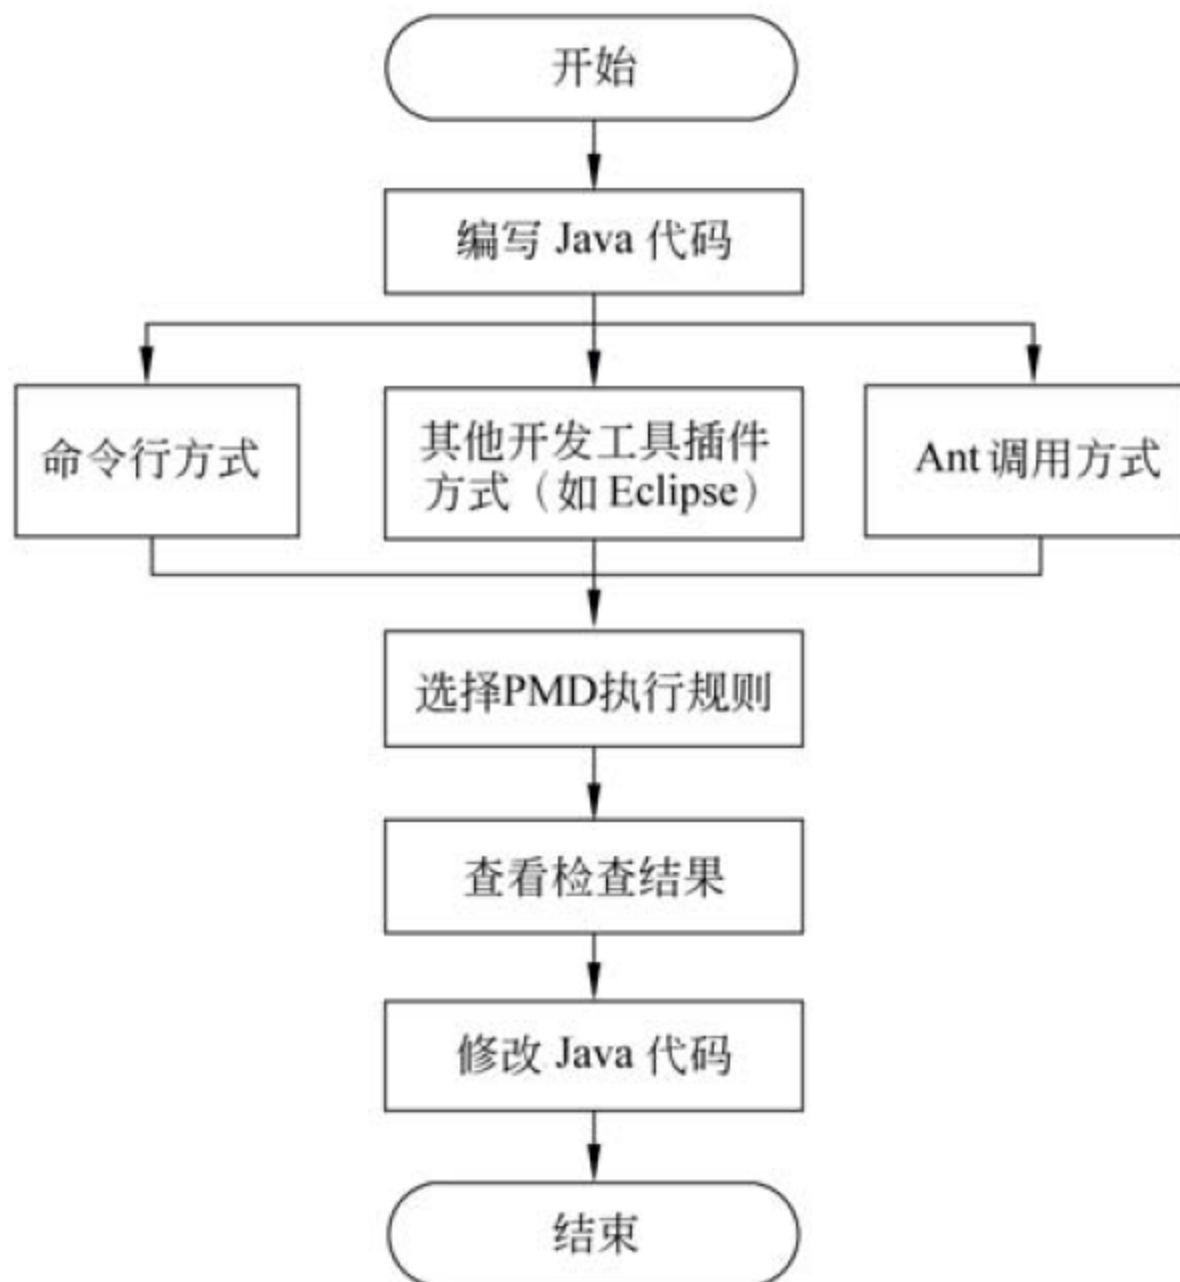 开始
编写 Java 代码
命令行方式
其他开发工具插件
方式（如 Eclipse）
Ant 调用方式
选择PMD执行规则
查看检查结果
修改 Java 代码
结束